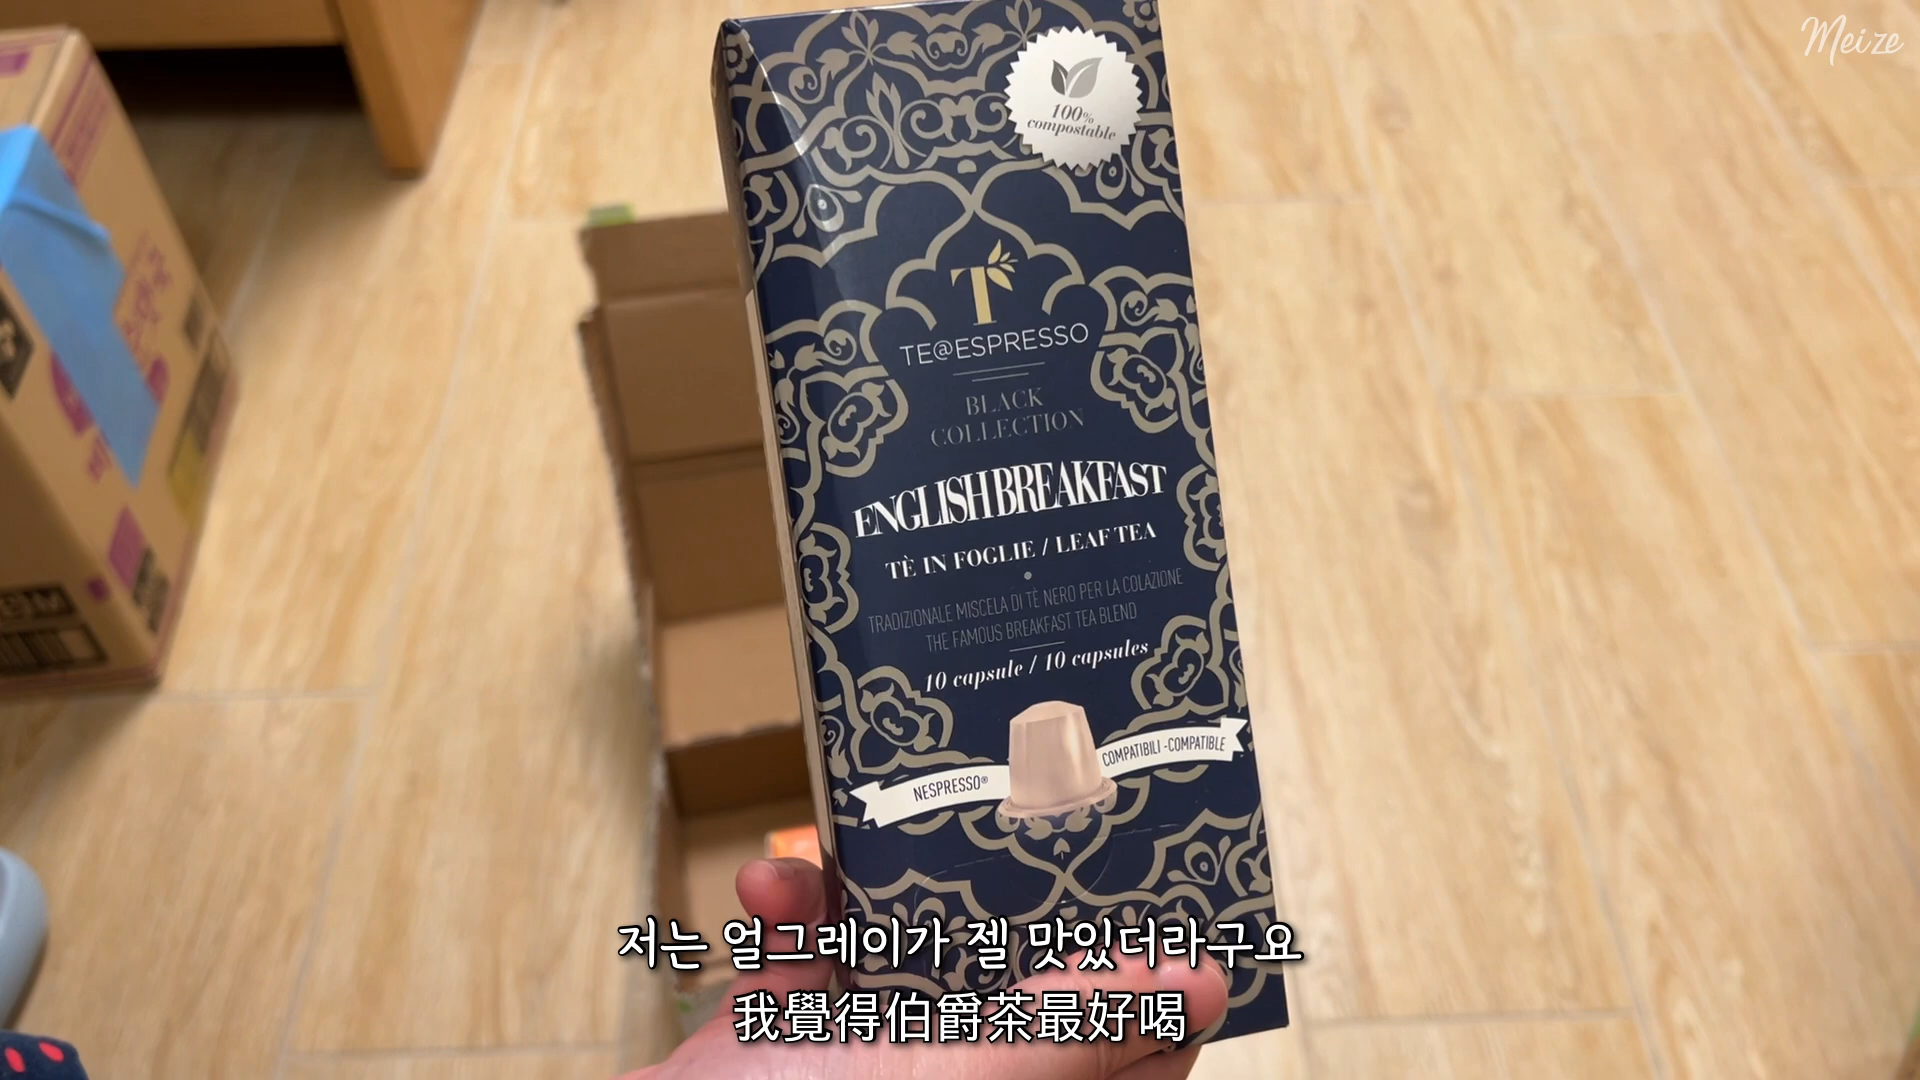 Meize
100%
compostable
TE@ESPRESSO
BLACK
COLLECTION
ENGLISH BREAKFAST
TÈ IN FOGLIE / LEAF TEA
TRADIZIONALE MISCELA DI TÈ NERO PER LA COLAZIONE
THE FAMOUS BREAKFAST TEA BLEND
10 capsule / 10 capsules
NESPRESSO®
COMPATIBILI - COMPATIBLE
저는 얼그레이가 젤 맛있더라구요
我覺得伯爵茶最好喝